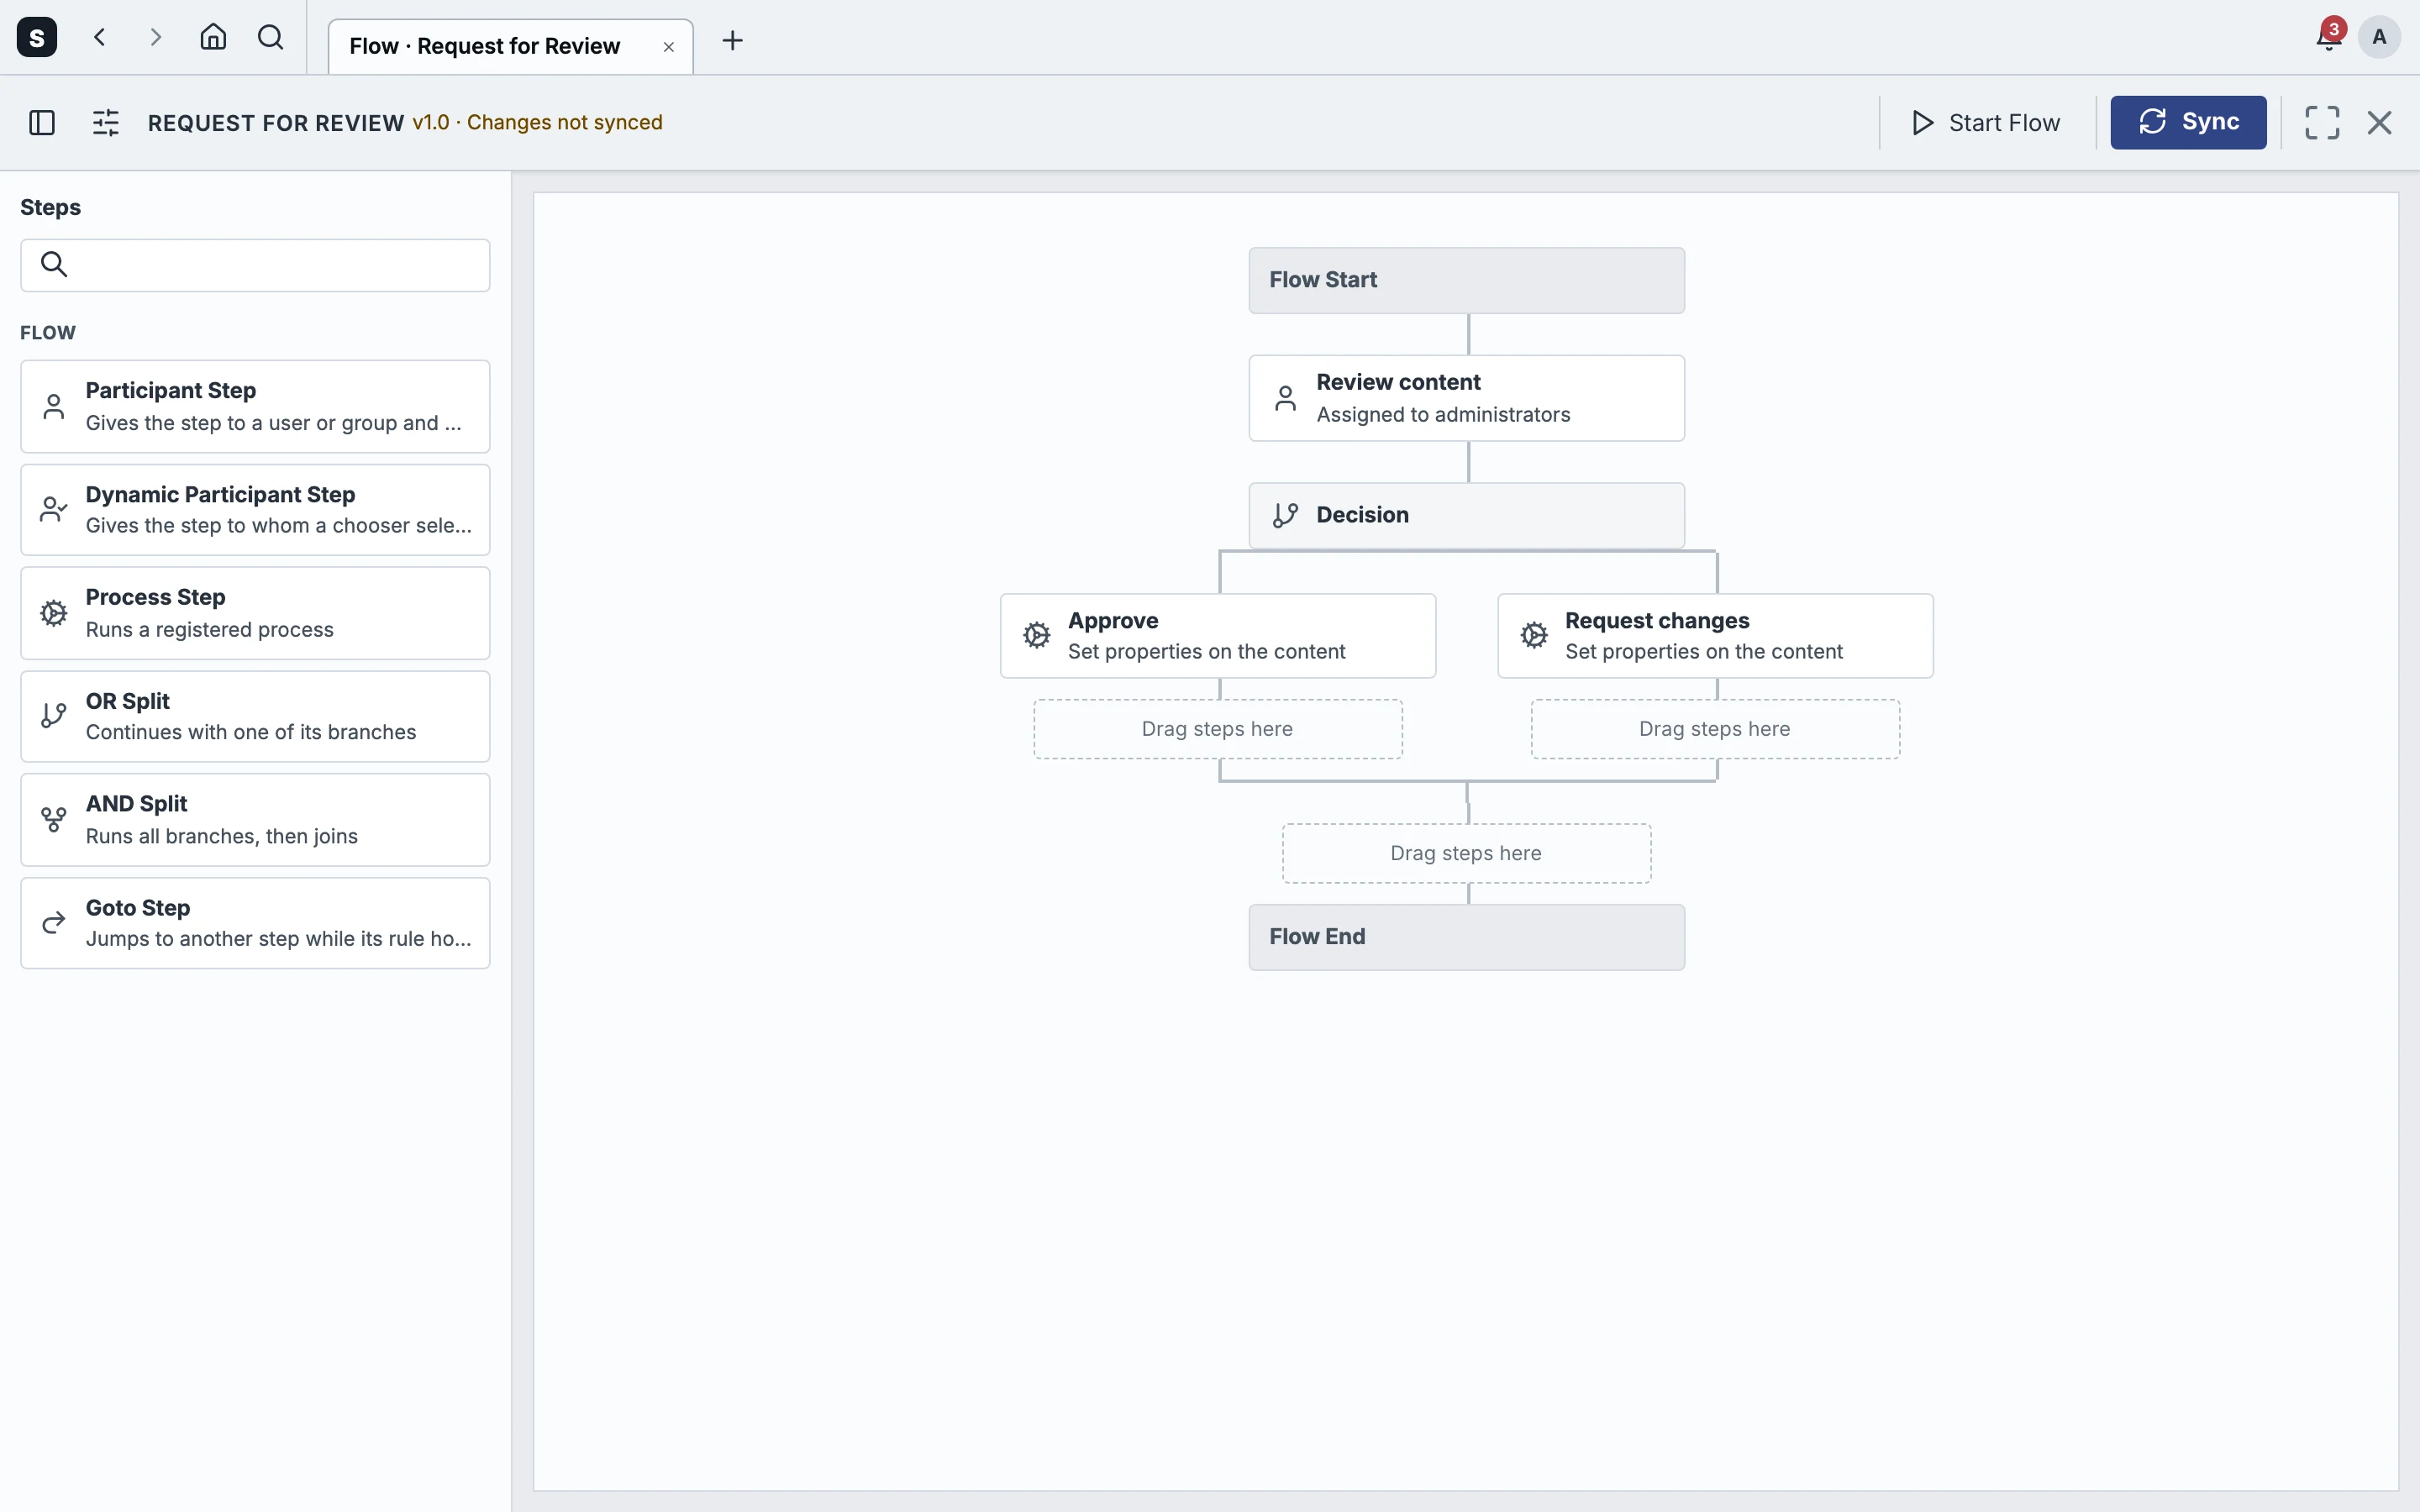 S
Flow · Request for Review
3
A
REQUEST FOR REVIEW v1.0 · Changes not synced
Start Flow
Sync
Steps
FLOW
Participant Step
Gives the step to a user or group and ...
Dynamic Participant Step
Gives the step to whom a chooser sele...
Process Step
Runs a registered process
OR Split
Continues with one of its branches
AND Split
Runs all branches, then joins
Goto Step
Jumps to another step while its rule ho...
Flow Start
Review content
Assigned to administrators
Decision
Approve
Set properties on the content
Request changes
Set properties on the content
Drag steps here
Drag steps here
Drag steps here
Flow End